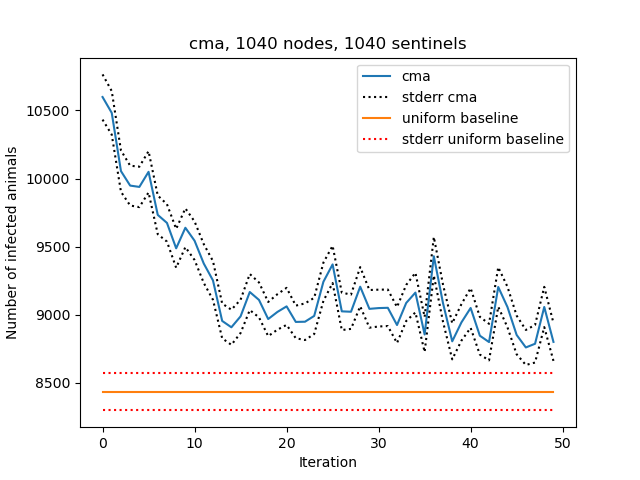 cma, 1040 nodes, 1040 sentinels
cma
stderr cma
uniform baseline
stderr uniform baseline
Number of infected animals
10500
10000
9500
9000
8500
0 10 20 30 40 50
Iteration